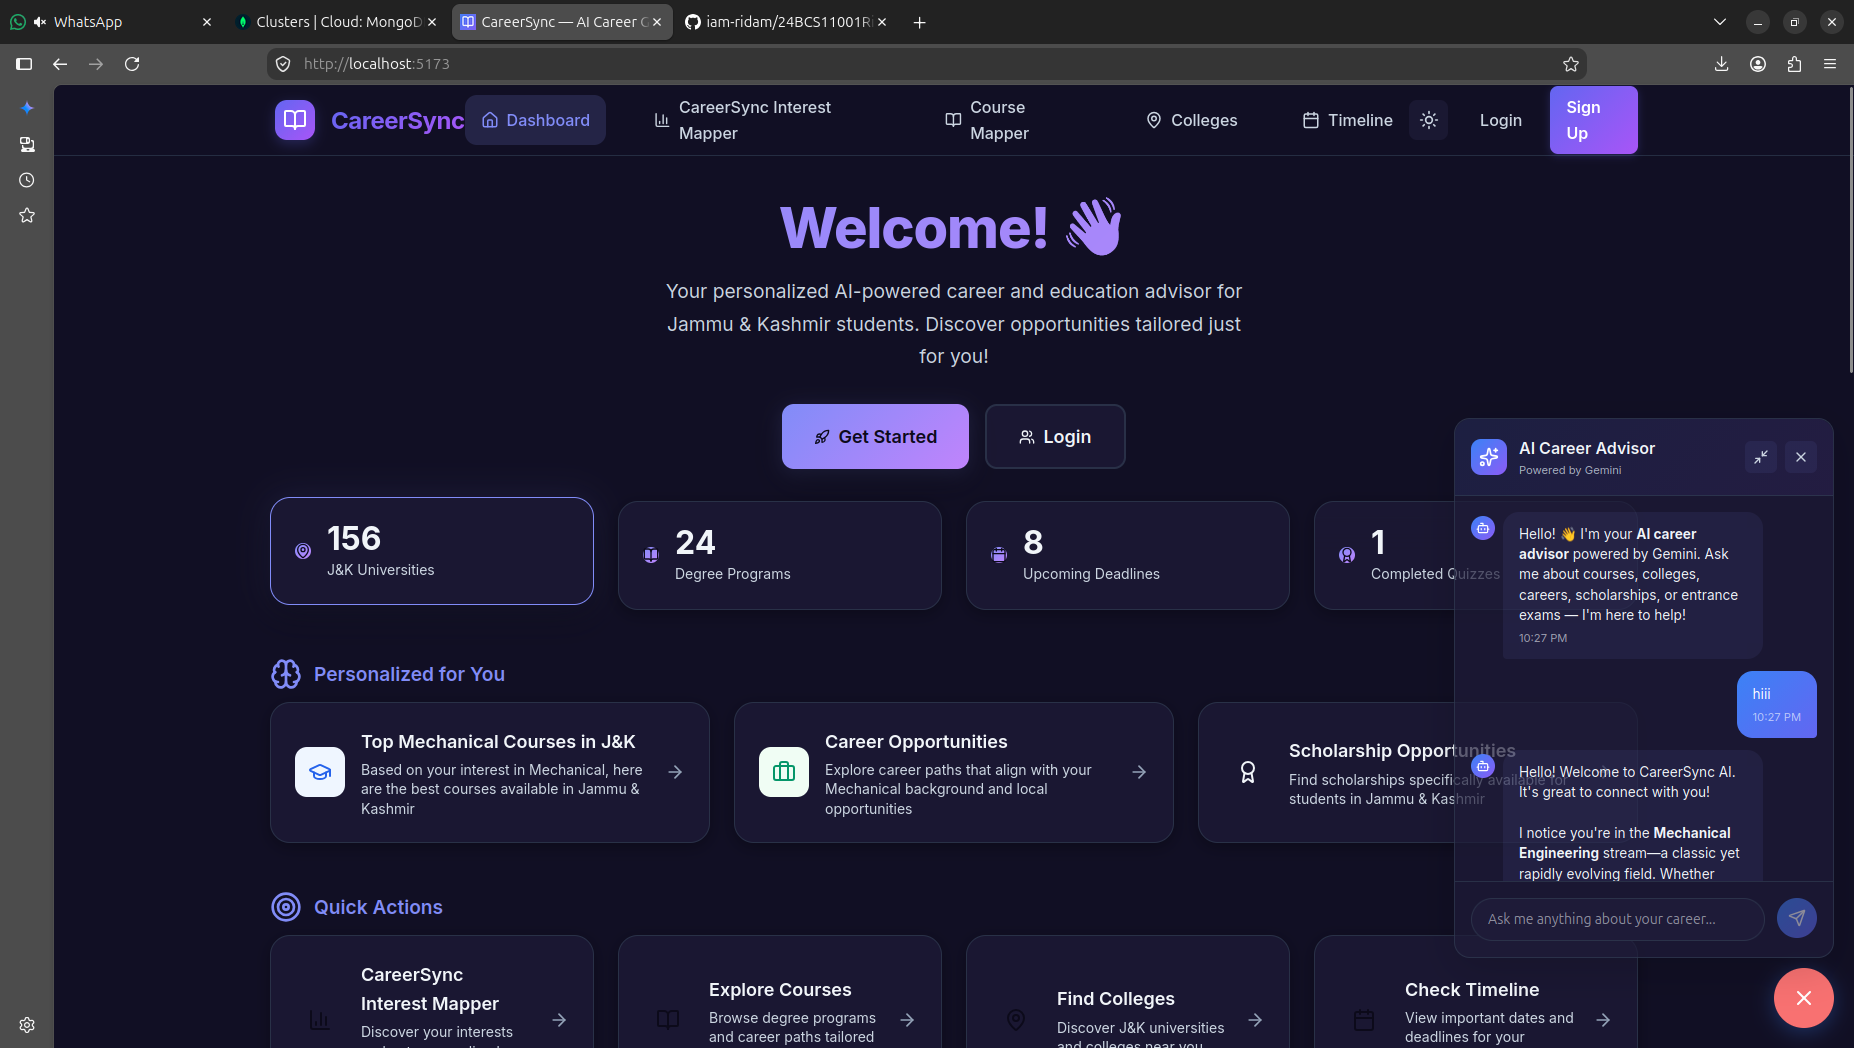 WhatsApp
Clusters | Cloud: MongoD
CareerSync — AI Career G
iam-ridam/24BCS11001Ri
http://localhost:5173
CareerSync
Dashboard
CareerSync Interest
Mapper
Course
Mapper
Colleges
Timeline
Login
Sign
Up
Welcome! 👋
Your personalized AI-powered career and education advisor for
Jammu & Kashmir students. Discover opportunities tailored just
for you!
Get Started
Login
156
J&K Universities
24
Degree Programs
8
Upcoming Deadlines
1
Completed Quizzes
Personalized for You
Top Mechanical Courses in J&K
Based on your interest in Mechanical, here
are the best courses available in Jammu &
Kashmir
Career Opportunities
Explore career paths that align with your
Mechanical background and local
opportunities
Scholarship Opportunities
Find scholarships specifically available for
students in Jammu & Kashmir
Quick Actions
CareerSync
Interest Mapper
Discover your interests
Explore Courses
Browse degree programs
and career paths tailored
Find Colleges
Discover J&K universities
and colleges near you
Check Timeline
View important dates and
deadlines for your
AI Career Advisor
Powered by Gemini
Hello! 👋 I'm your AI career
advisor powered by Gemini. Ask
me about courses, colleges,
careers, scholarships, or entrance
exams — I'm here to help!
10:27 PM
hiii
10:27 PM
Hello! Welcome to CareerSync AI.
It's great to connect with you!
I notice you're in the Mechanical
Engineering stream—a classic yet
rapidly evolving field. Whether
Ask me anything about your career...